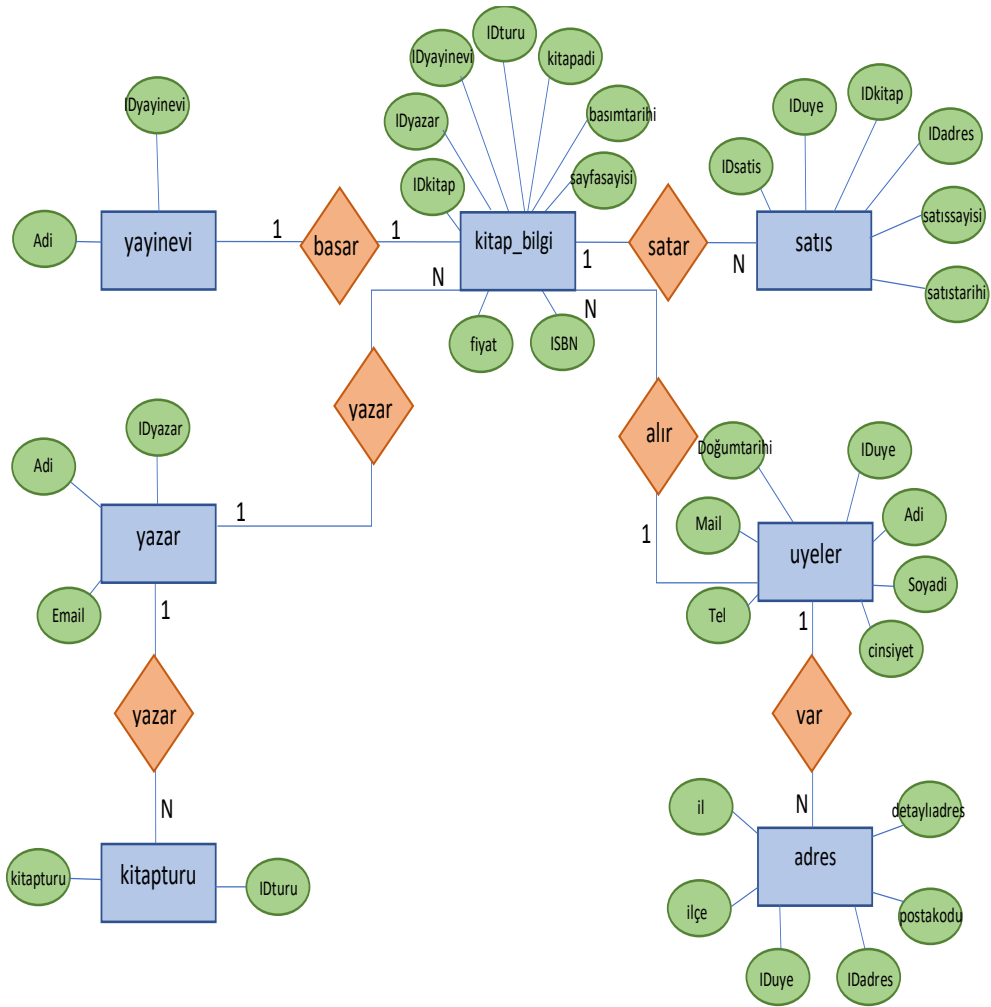 IDturu
IDyayinevi
kitapadi
IDkitap
IDyayinevi
IDuye
IDyazar
basımtarihi
IDadres
IDsatis
IDkitap
sayfasayisi
satıssayisi
Adi
yayinevi
1
basar
1
kitap_bilgi
1
satar
N
satıs
satıstarihi
N
N
fiyat
ISBN
yazar
alır
IDyazar
Doğumtarihi
IDuye
Adi
Mail
Adi
yazar
1
1
uyeler
Soyadi
Email
1
Tel
1
cinsiyet
yazar
var
N
N
il
detaylıadres
kitapturu
kitapturu
IDturu
adres
ilçe
postakodu
IDuye
IDadres